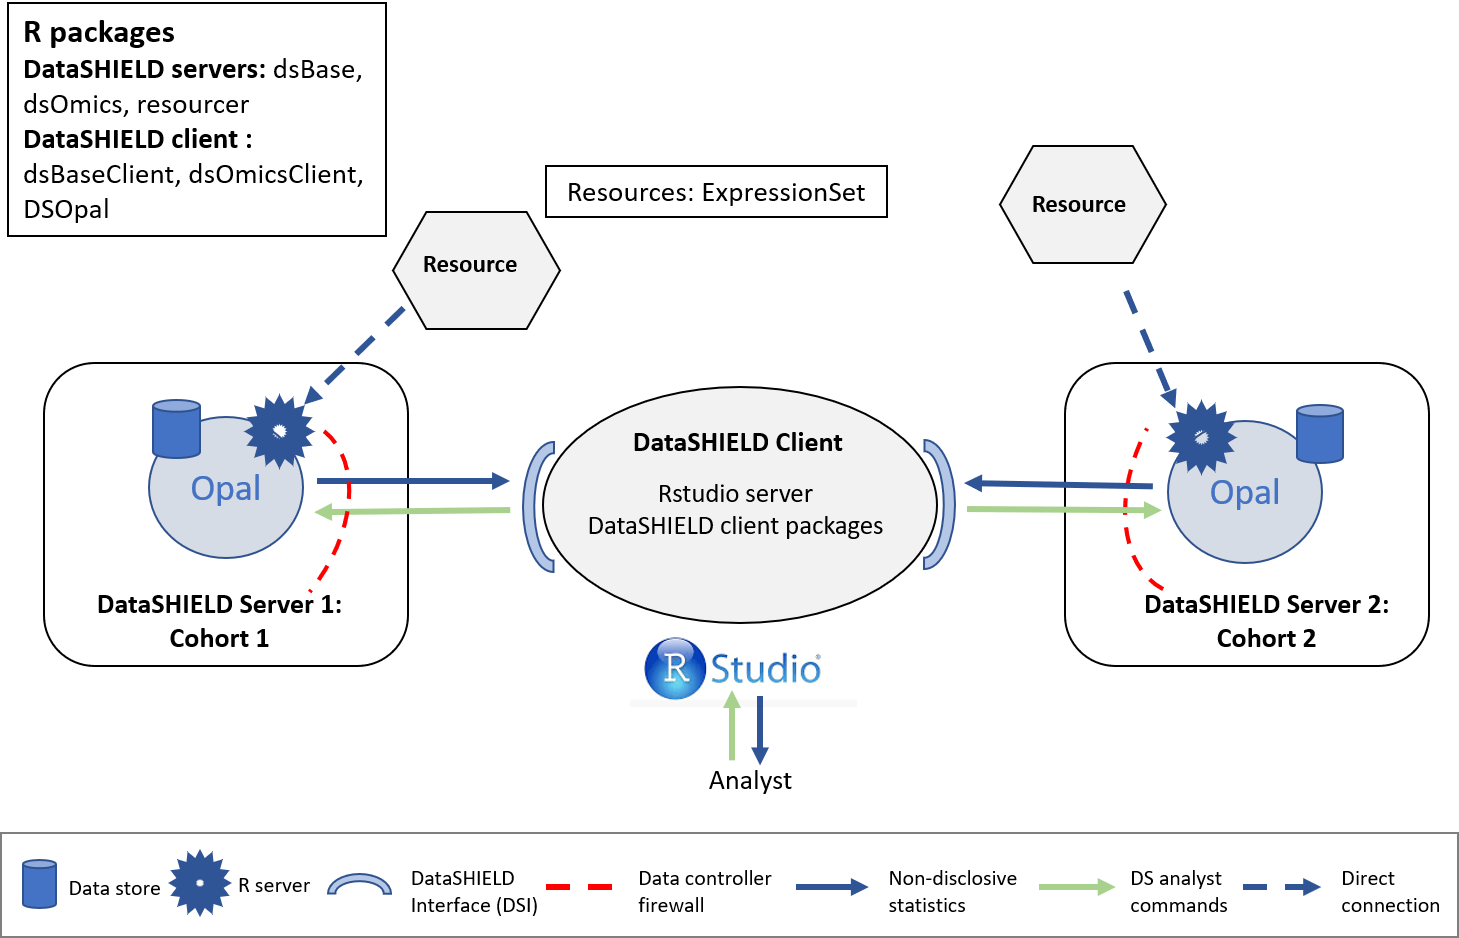 R packages
DataSHIELD servers: dsBase,
dsOmics, resourcer
DataSHIELD client :
dsBaseClient, dsOmicsClient,
DSOpal
Resources: ExpressionSet
Resource
Resource
Opal
DataSHIELD Server 1:
Cohort 1
DataSHIELD Client
Rstudio server
DataSHIELD client packages
Opal
DataSHIELD Server 2:
Cohort 2
R Studio®
Analyst
Data store
R server
DataSHIELD
Interface (DSI)
Data controller
firewall
Non-disclosive
statistics
DS analyst
commands
Direct
connection